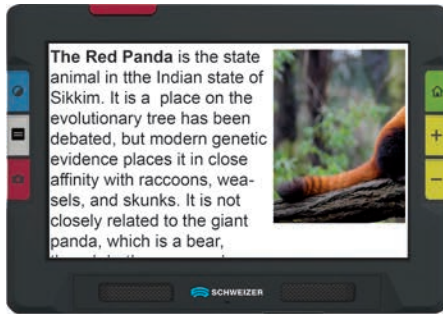 The Red Panda is the state
animal in tthe Indian state of
Sikkim. It is a place on the
evolutionary tree has been
debated, but modern genetic
evidence places it in close
affinity with raccoons, wea-
sels, and skunks. It is not
closely related to the giant
panda, which is a bear,
SCHWEIZER